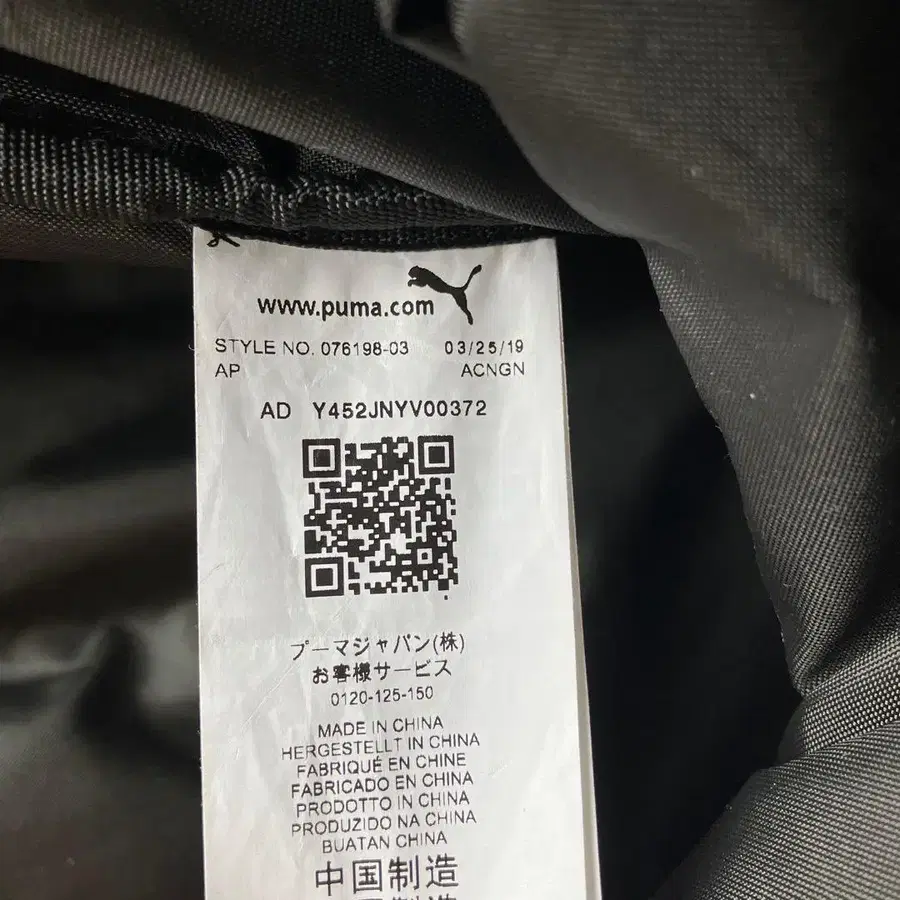 www.puma.com
STYLE NO. 076198-03 03/25/19
AP ACNGN
AD Y452JNYV00372
プーマジャパン(株)
お客様サービス
0120-125-150
MADE IN CHINA
HERGESTELLT IN CHINA
FABRIQUÉ EN CHINE
FABRICADO EN CHINA
PRODOTTO IN CHINA
PRODUZIDO NA CHINA
BUATAN CHINA
中国制造